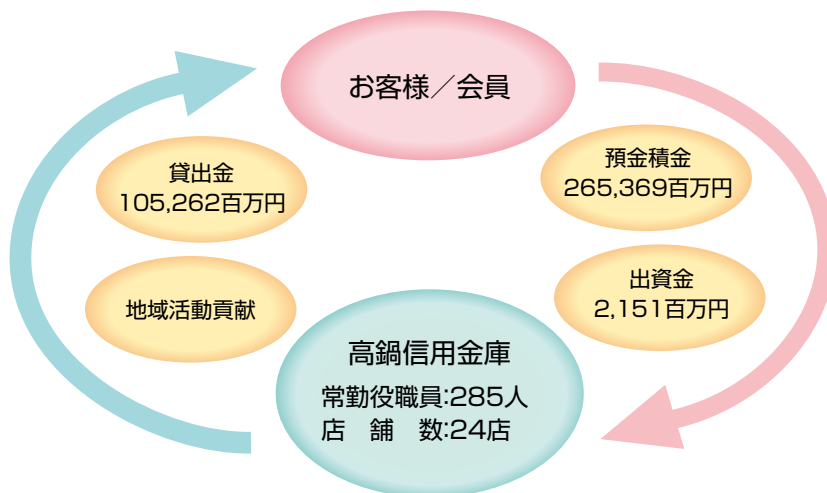 お客様／会員
貸出金
105,262百万円
預金積金
265,369百万円
地域活動貢献
出資金
2,151百万円
高鍋信用金庫
常勤役職員:285人
店　舗　数:24店